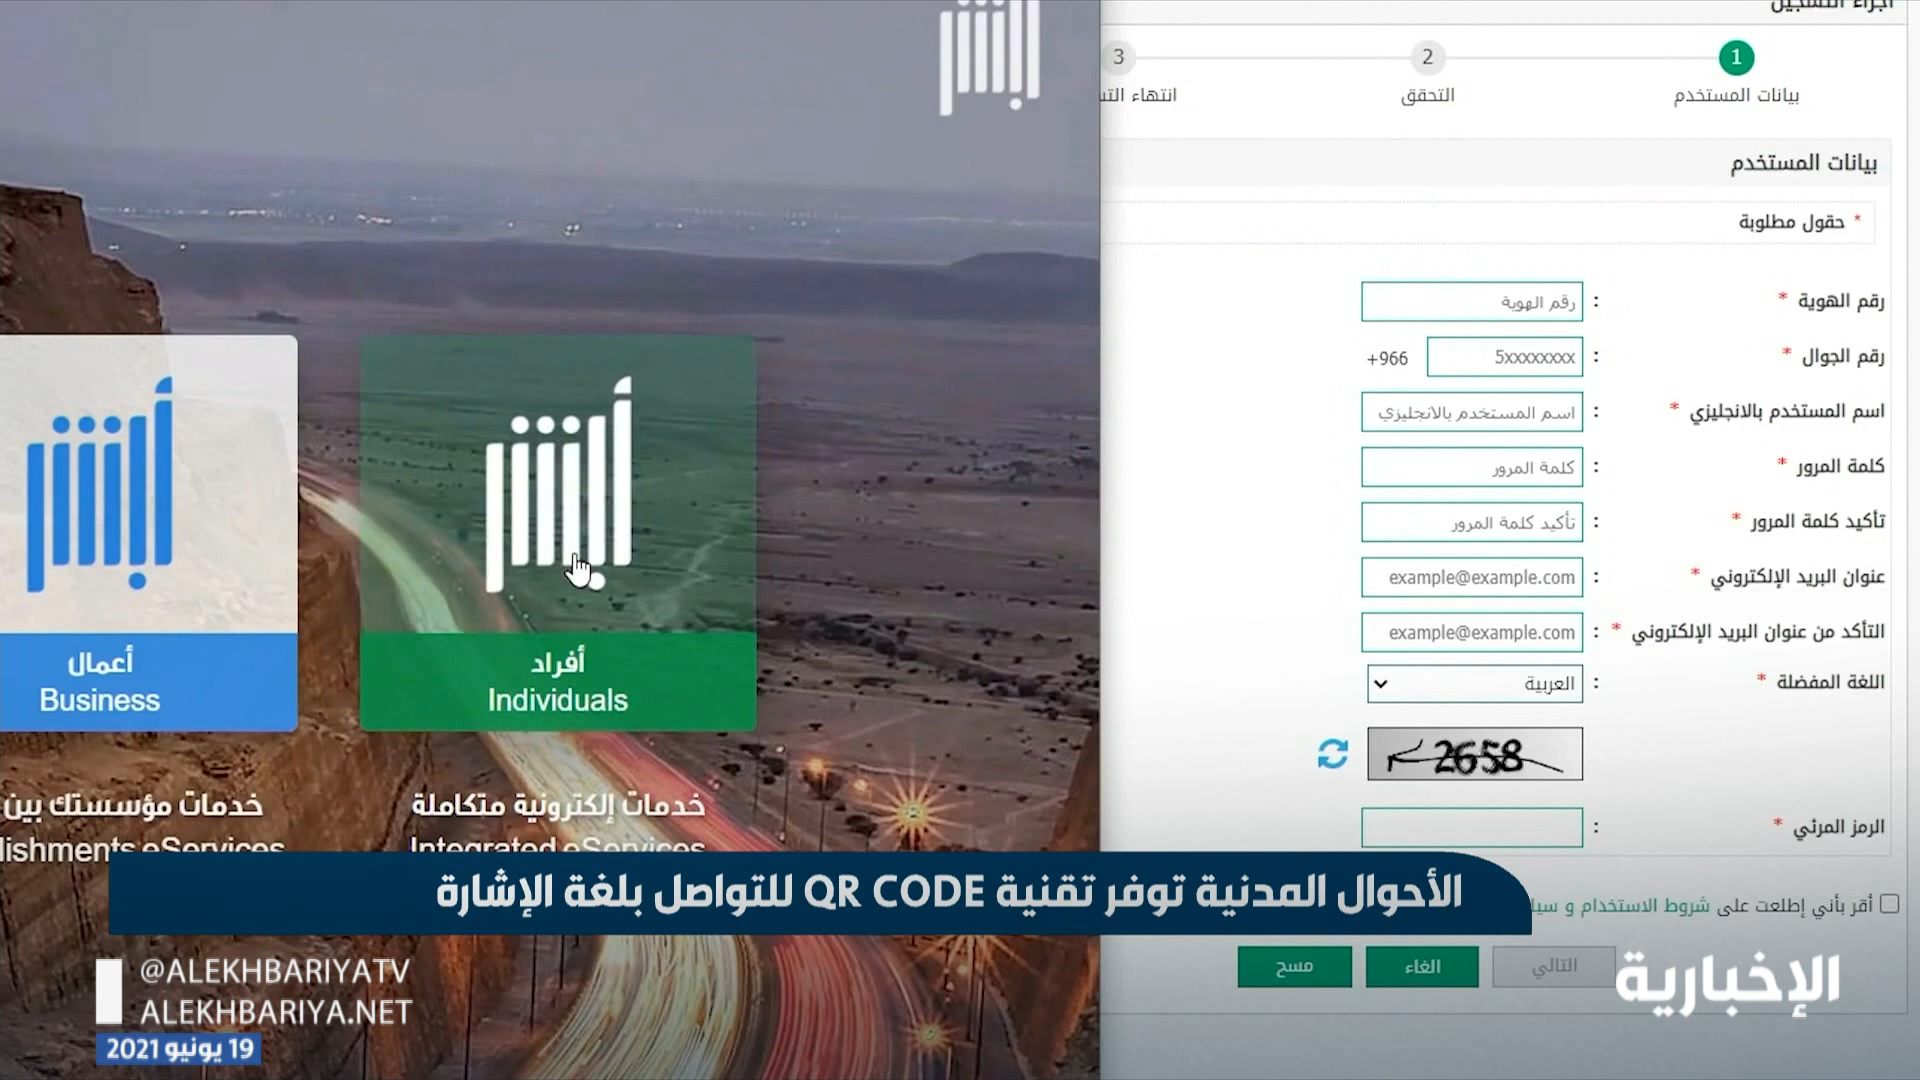 أبشر
إجراء التسجيل
1
2
3
بيانات المستخدم
التحقق
انتهاء
بيانات المستخدم
* حقول مطلوبة
رقم الهوية * : رقم الهوية
رقم الجوال * : 5xxxxxxxx +966
اسم المستخدم بالانجليزي * : اسم المستخدم بالانجليزي
كلمة المرور * : كلمة المرور
تأكيد كلمة المرور * : تأكيد كلمة المرور
عنوان البريد الإلكتروني * : example@example.com
التأكد من عنوان البريد الإلكتروني * : example@example.com
اللغة المفضلة * : العربية
2658
الرمز المرئي * :
أقر بأني إطلعت على شروط الاستخدام و
التالي
الغاء
مسح
أبشر
أفراد
Individuals
خدمات إلكترونية متكاملة
Integrated eServices
أبشر
أعمال
Business
خدمات مؤسستك بين
lishments eServices
الأحوال المدنية توفر تقنية QR CODE للتواصل بلغة الإشارة
@ALEKHBARIYATV
ALEKHBARIYA.NET
19 يونيو 2021
الإخبارية